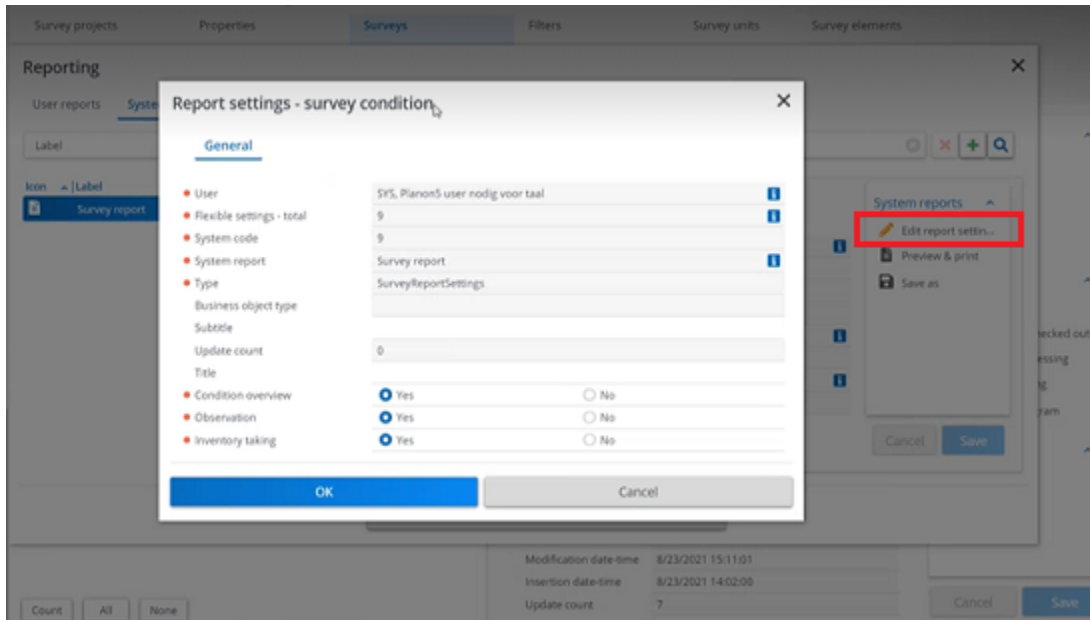 Survey projects Properties Surveys Filters Survey units Survey elements
Reporting
User reports Syste
Report settings - survey condition
Label
General
Icon Label
Survey report
User SYS, Planon5 user nodig voor taal
Flexible settings - total 9
System code 9
System report Survey report
Type SurveyReportSettings
Business object type
Subtitle
Update count 0
Title
Condition overview Yes No
Observation Yes No
Inventory taking Yes No
OK Cancel
System reports
Edit report settin...
Preview & print
Save as
Cancel Save
hecked out
essing
gram
Modification date-time 8/23/2021 15:11:01
Insertion date-time 8/23/2021 14:02:00
Update count 7
Count All None
Cancel Save